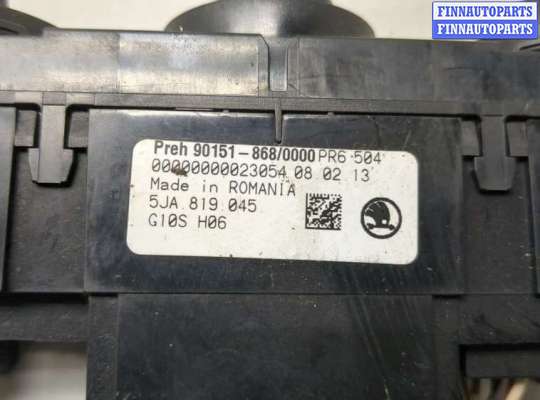 FINNAUTOPARTS
FINNAUTOPARTS
Preh 90151-868/0000 PR6·504
00000000023054 08 02 13
Made in ROMANIA
5JA 819 045
G10S H06